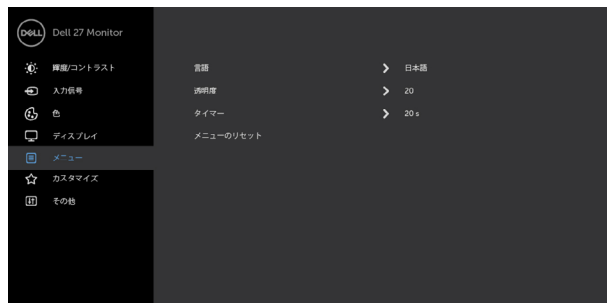 DELL Dell 27 Monitor
輝度/コントラスト
入力信号
色
ディスプレイ
メニュー
カスタマイズ
その他
言語 日本語
透明度 20
タイマー 20 s
メニューのリセット